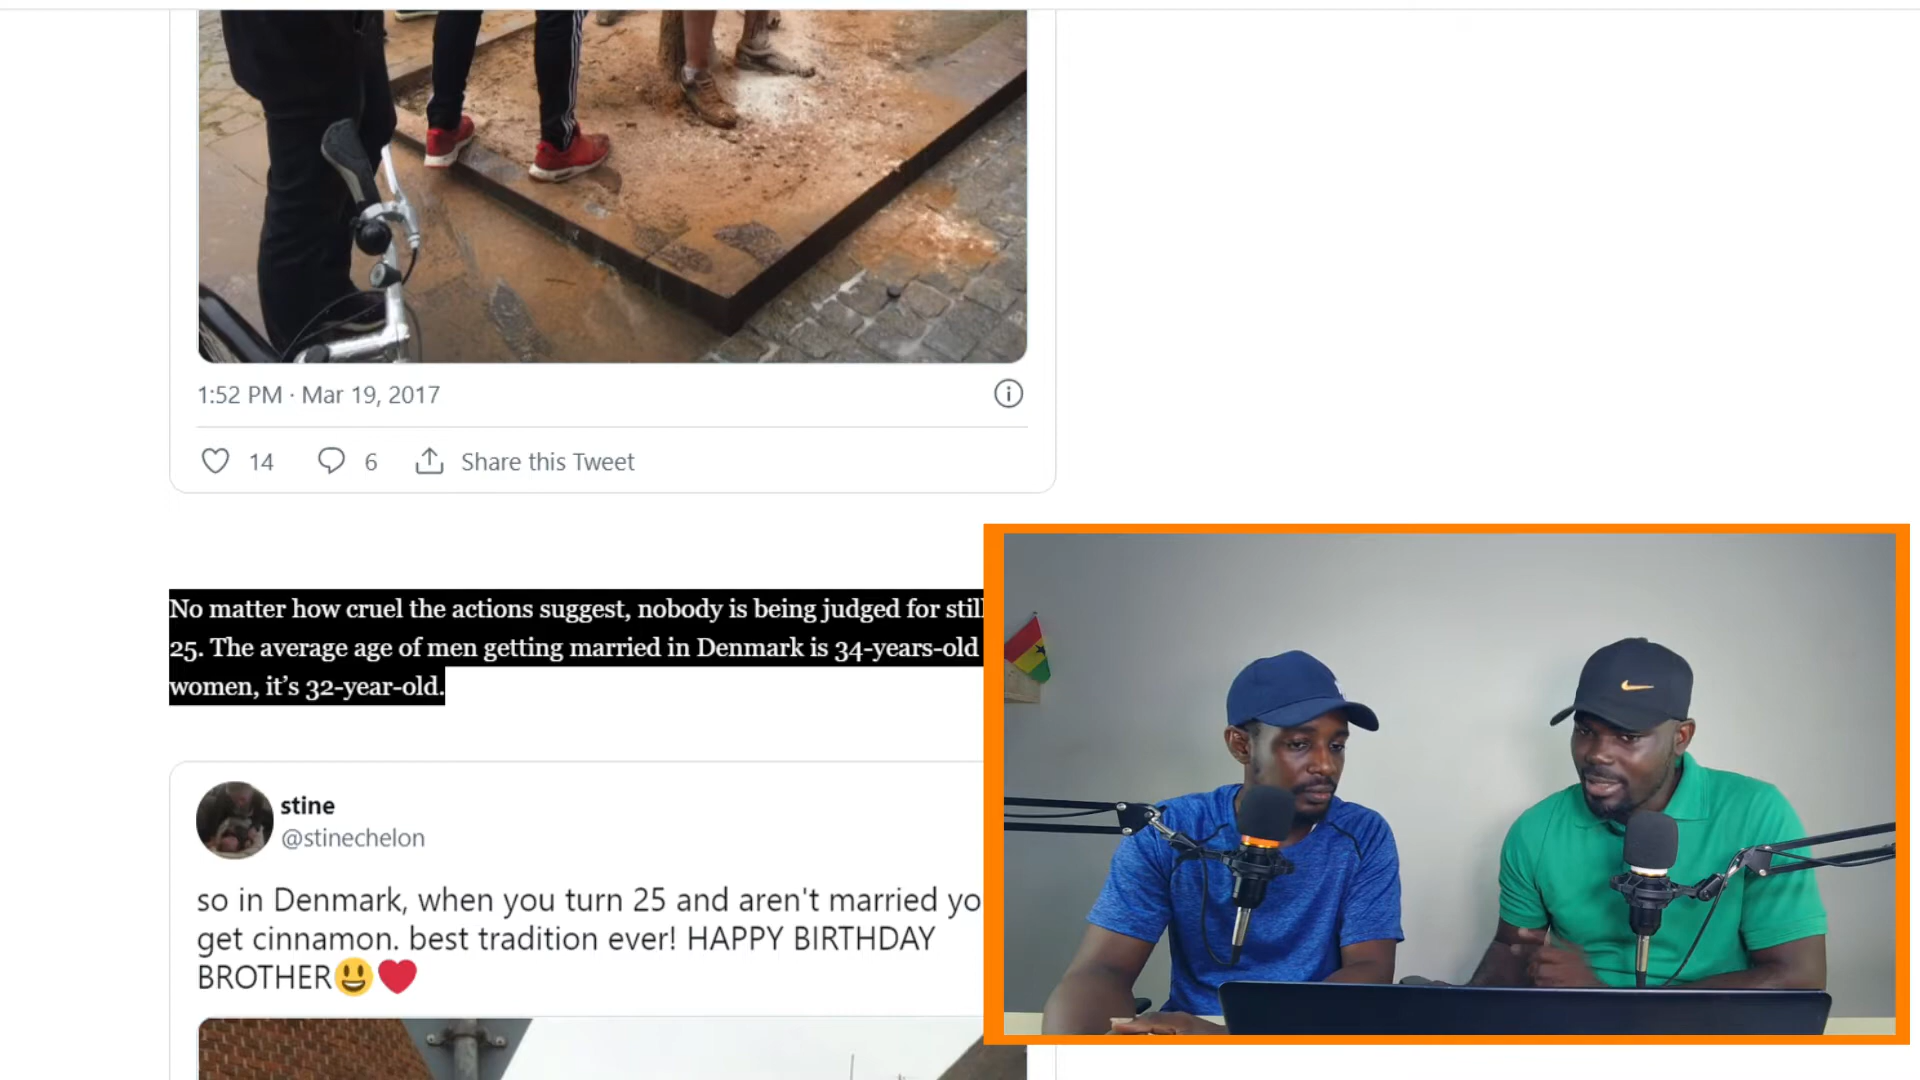 1:52 PM · Mar 19, 2017
14
6
Share this Tweet
No matter how cruel the actions suggest, nobody is being judged for still
25. The average age of men getting married in Denmark is 34-years-old
women, it’s 32-year-old.
stine
@stinechelon
so in Denmark, when you turn 25 and aren't married yo
get cinnamon. best tradition ever! HAPPY BIRTHDAY
BROTHER😃❤️